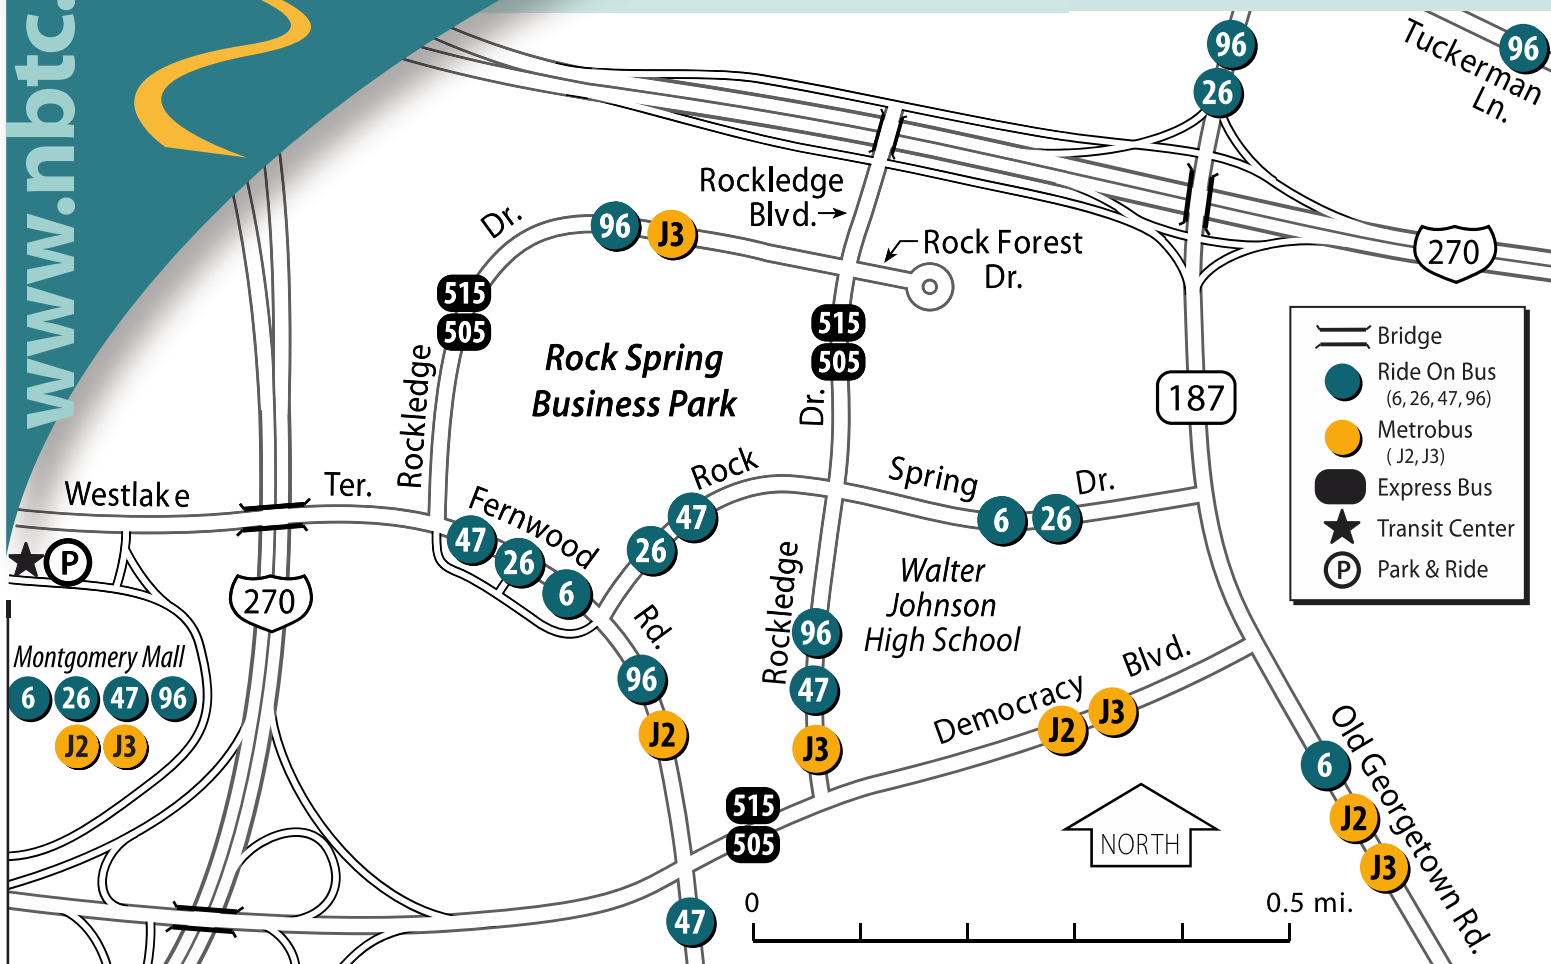 www.nbtc.
96
26
Tuckerman
Ln.
96
Rockledge
Blvd.
Rock Forest
Dr.
270
Dr.
96
J3
515
505
Rockledge
515
505
Dr.
Rock Spring
Business Park
187
Bridge
Ride On Bus
(6, 26, 47, 96)
Metrobus
( J2, J3)
Express Bus
Transit Center
P
Park & Ride
Westlake
Ter.
P
270
Fernwood
Rd.
47
26
6
Rock
Spring
Dr.
26
47
6
26
Walter
Johnson
High School
Rockledge
96
47
J3
Montgomery Mall
6
26
47
96
J2
J3
96
J2
Democracy
Blvd.
J2
J3
515
505
47
Old Georgetown Rd.
6
J2
J3
NORTH
0
0.5 mi.